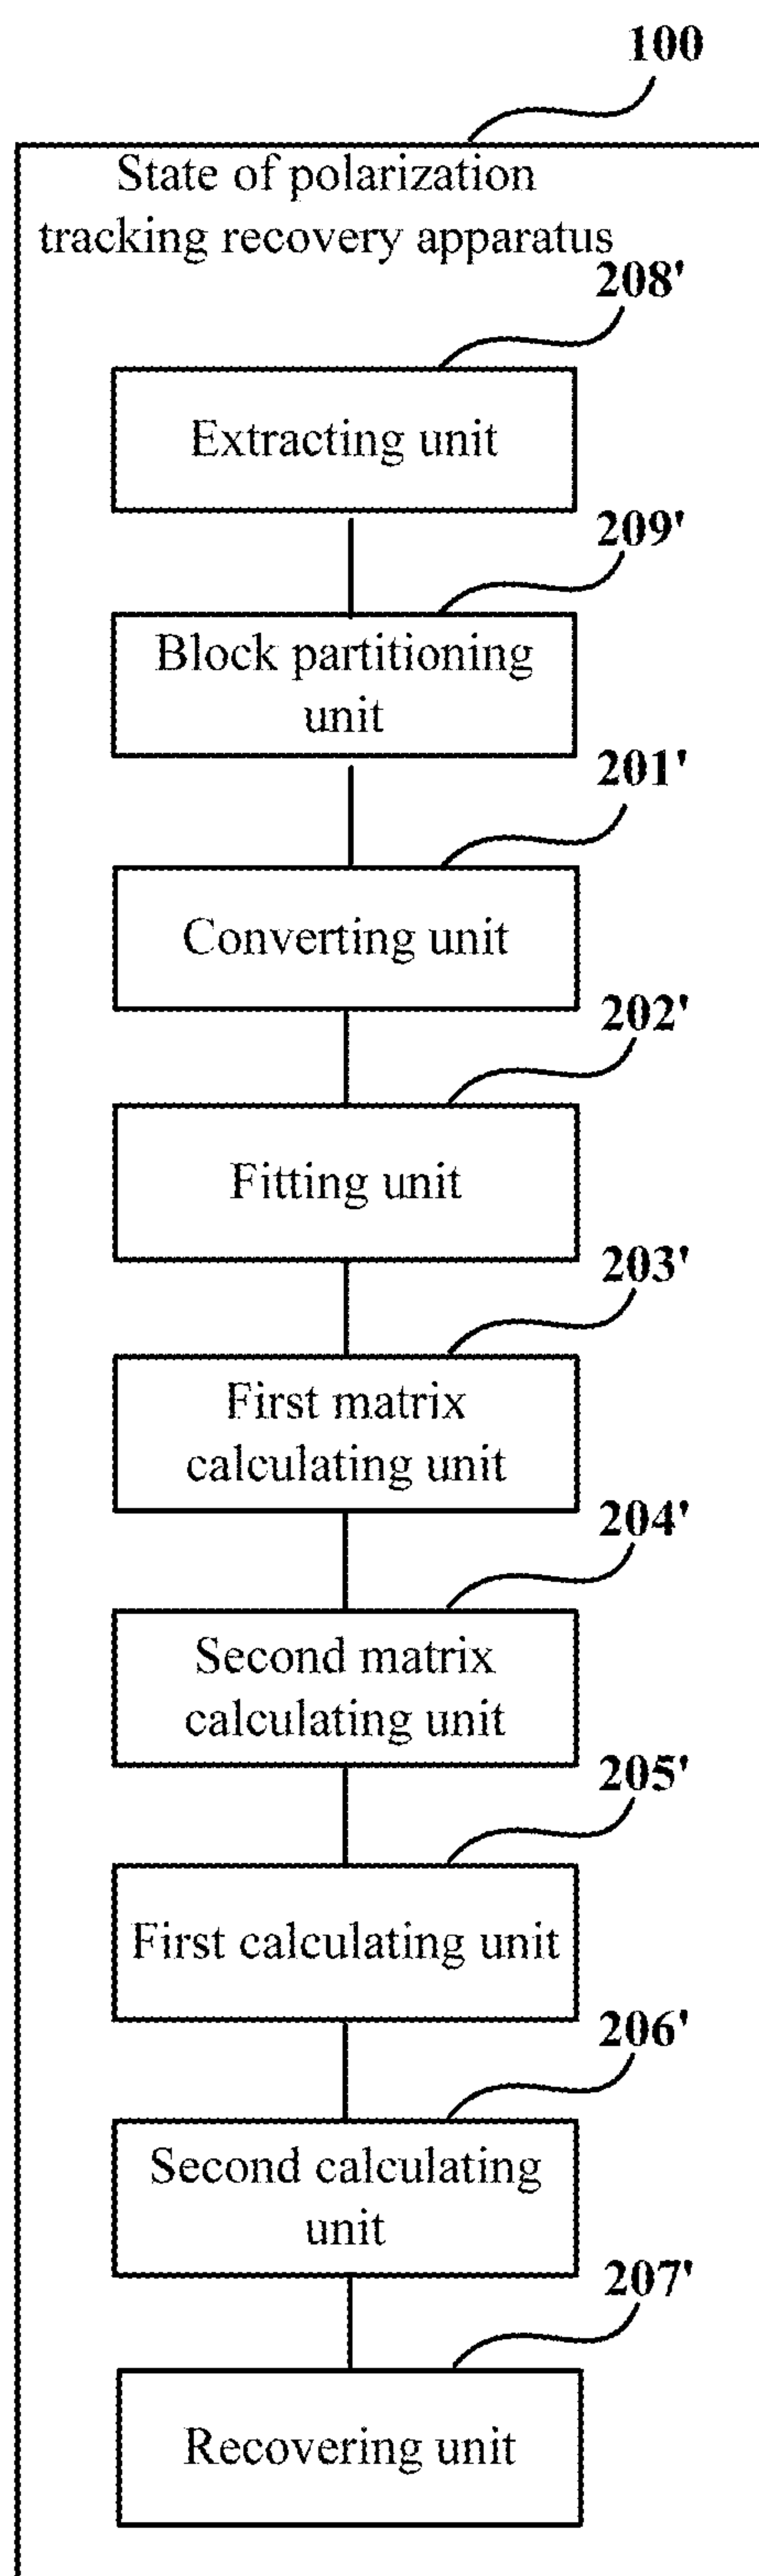 100
State of polarization
tracking recovery apparatus
208'
Extracting unit
209'
Block partitioning
unit
201'
Converting unit
202'
Fitting unit
203'
First matrix
calculating unit
204'
Second matrix
calculating unit
205'
First calculating unit
206'
Second calculating
unit
207'
Recovering unit